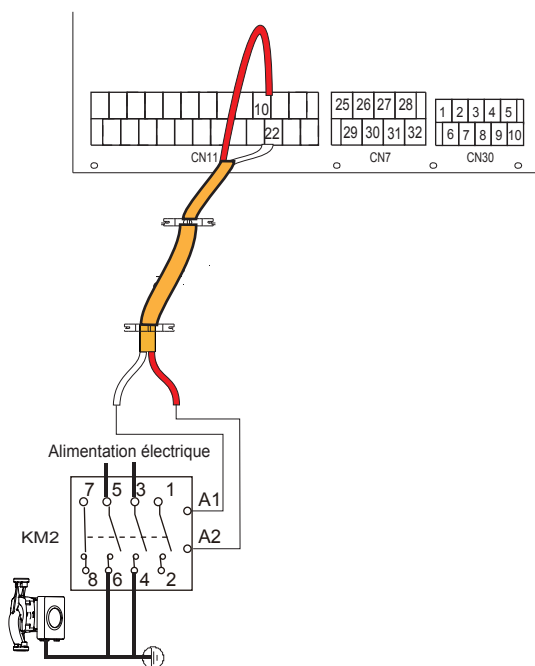 10
22
CN11
25 26 27 28
29 30 31 32
CN7
1 2 3 4 5
6 7 8 9 10
CN30
Alimentation électrique
7 5 3 1
A1
KM2
A2
8 6 4 2